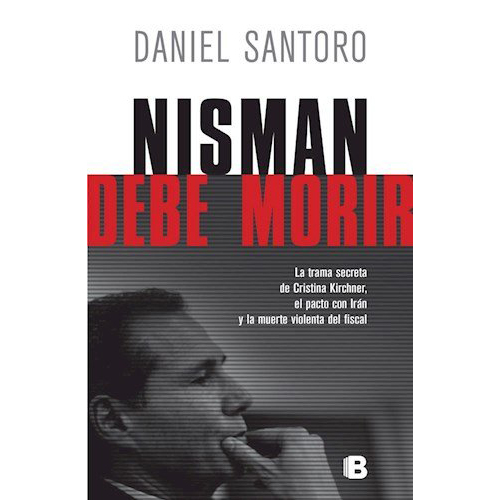 DANIEL SANTORO
NISMAN
DEBE MORIR
La trama secreta
de Cristina Kirchner,
el pacto con Irán
y la muerte violenta del fiscal
B